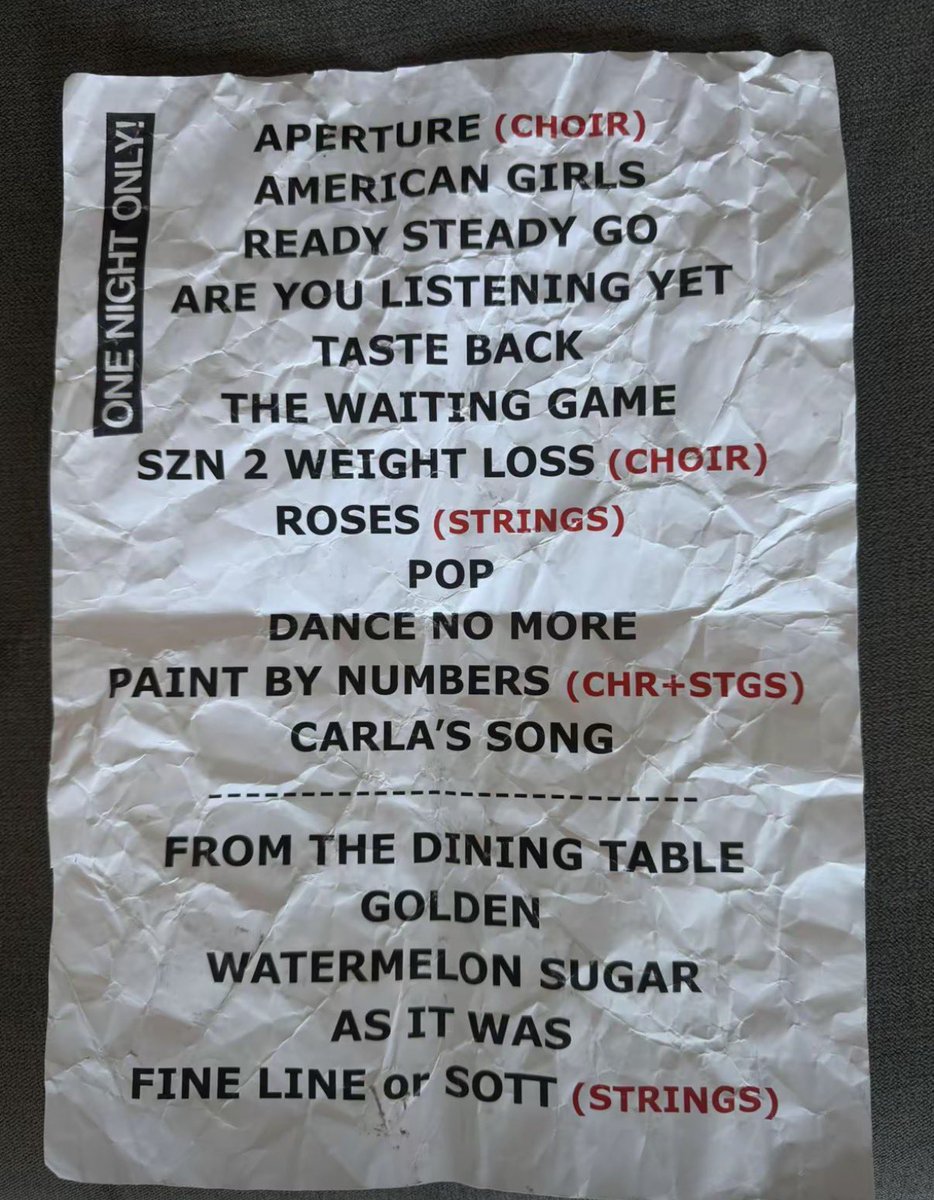 ONE NIGHT ONLY!
APERTURE (CHOIR)
AMERICAN GIRLS
READY STEADY GO
ARE YOU LISTENING YET
TASTE BACK
THE WAITING GAME
SZN 2 WEIGHT LOSS (CHOIR)
ROSES (STRINGS)
POP
DANCE NO MORE
PAINT BY NUMBERS (CHR+STGS)
CARLA'S SONG
--------------------------
FROM THE DINING TABLE
GOLDEN
WATERMELON SUGAR
AS IT WAS
FINE LINE or SOTT (STRINGS)